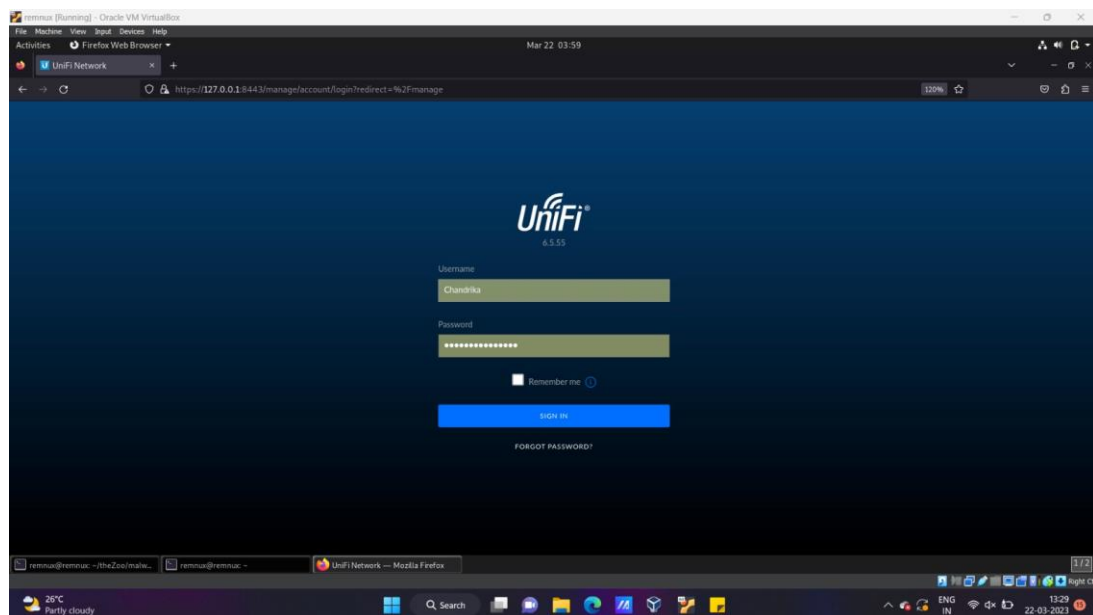 remnux [Running] - Oracle VM VirtualBox
File Machine View Input Devices Help
Activities Firefox Web Browser Mar 22 03:59
UniFi Network
https://127.0.0.1:8443/manage/account/login?redirect=%2Fmanage 120%
UniFi®
6.5.55
Username
Chandrika
Password
Remember me
SIGN IN
FORGOT PASSWORD?
remnux@remnux: ~/theZoo/malw... remnux@remnux: ~ UniFi Network — Mozilla Firefox 1 / 2
Right Ct
26°C
Partly cloudy
Search
ENG
IN
13:29
22-03-2023